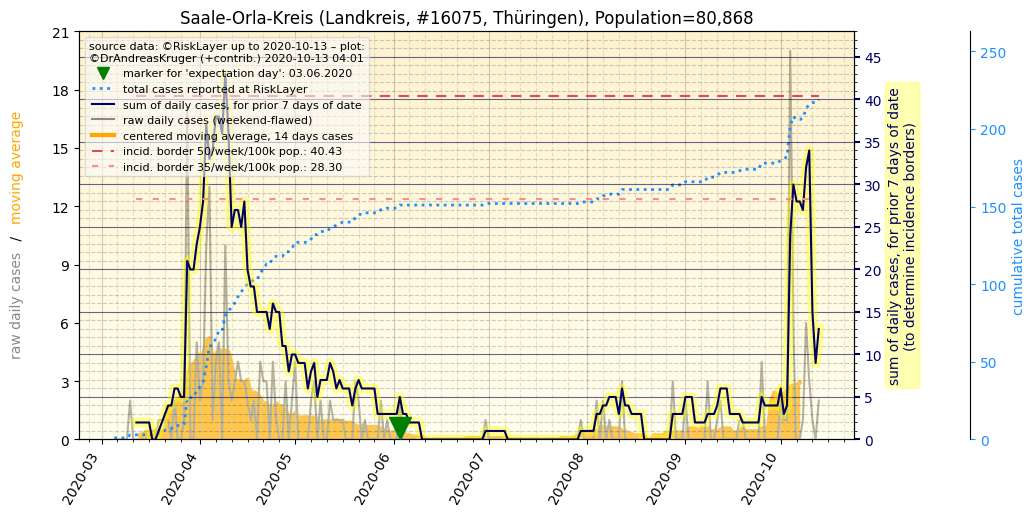 Saale-Orla-Kreis (Landkreis, #16075, Thüringen), Population=80,868
source data: ©RiskLayer up to 2020-10-13 – plot:
©DrAndreasKruger (+contrib.) 2020-10-13 04:01
marker for 'expectation day': 03.06.2020
total cases reported at RiskLayer
sum of daily cases, for prior 7 days of date
raw daily cases (weekend-flawed)
centered moving average, 14 days cases
incid. border 50/week/100k pop.: 40.43
incid. border 35/week/100k pop.: 28.30
raw daily cases / moving average
21
18
15
12
9
6
3
0
45
40
35
30
25
20
15
10
5
0
sum of daily cases, for prior 7 days of date
(to determine incidence borders)
250
200
150
100
50
0
cumulative total cases
2020-03
2020-04
2020-05
2020-06
2020-07
2020-08
2020-09
2020-10